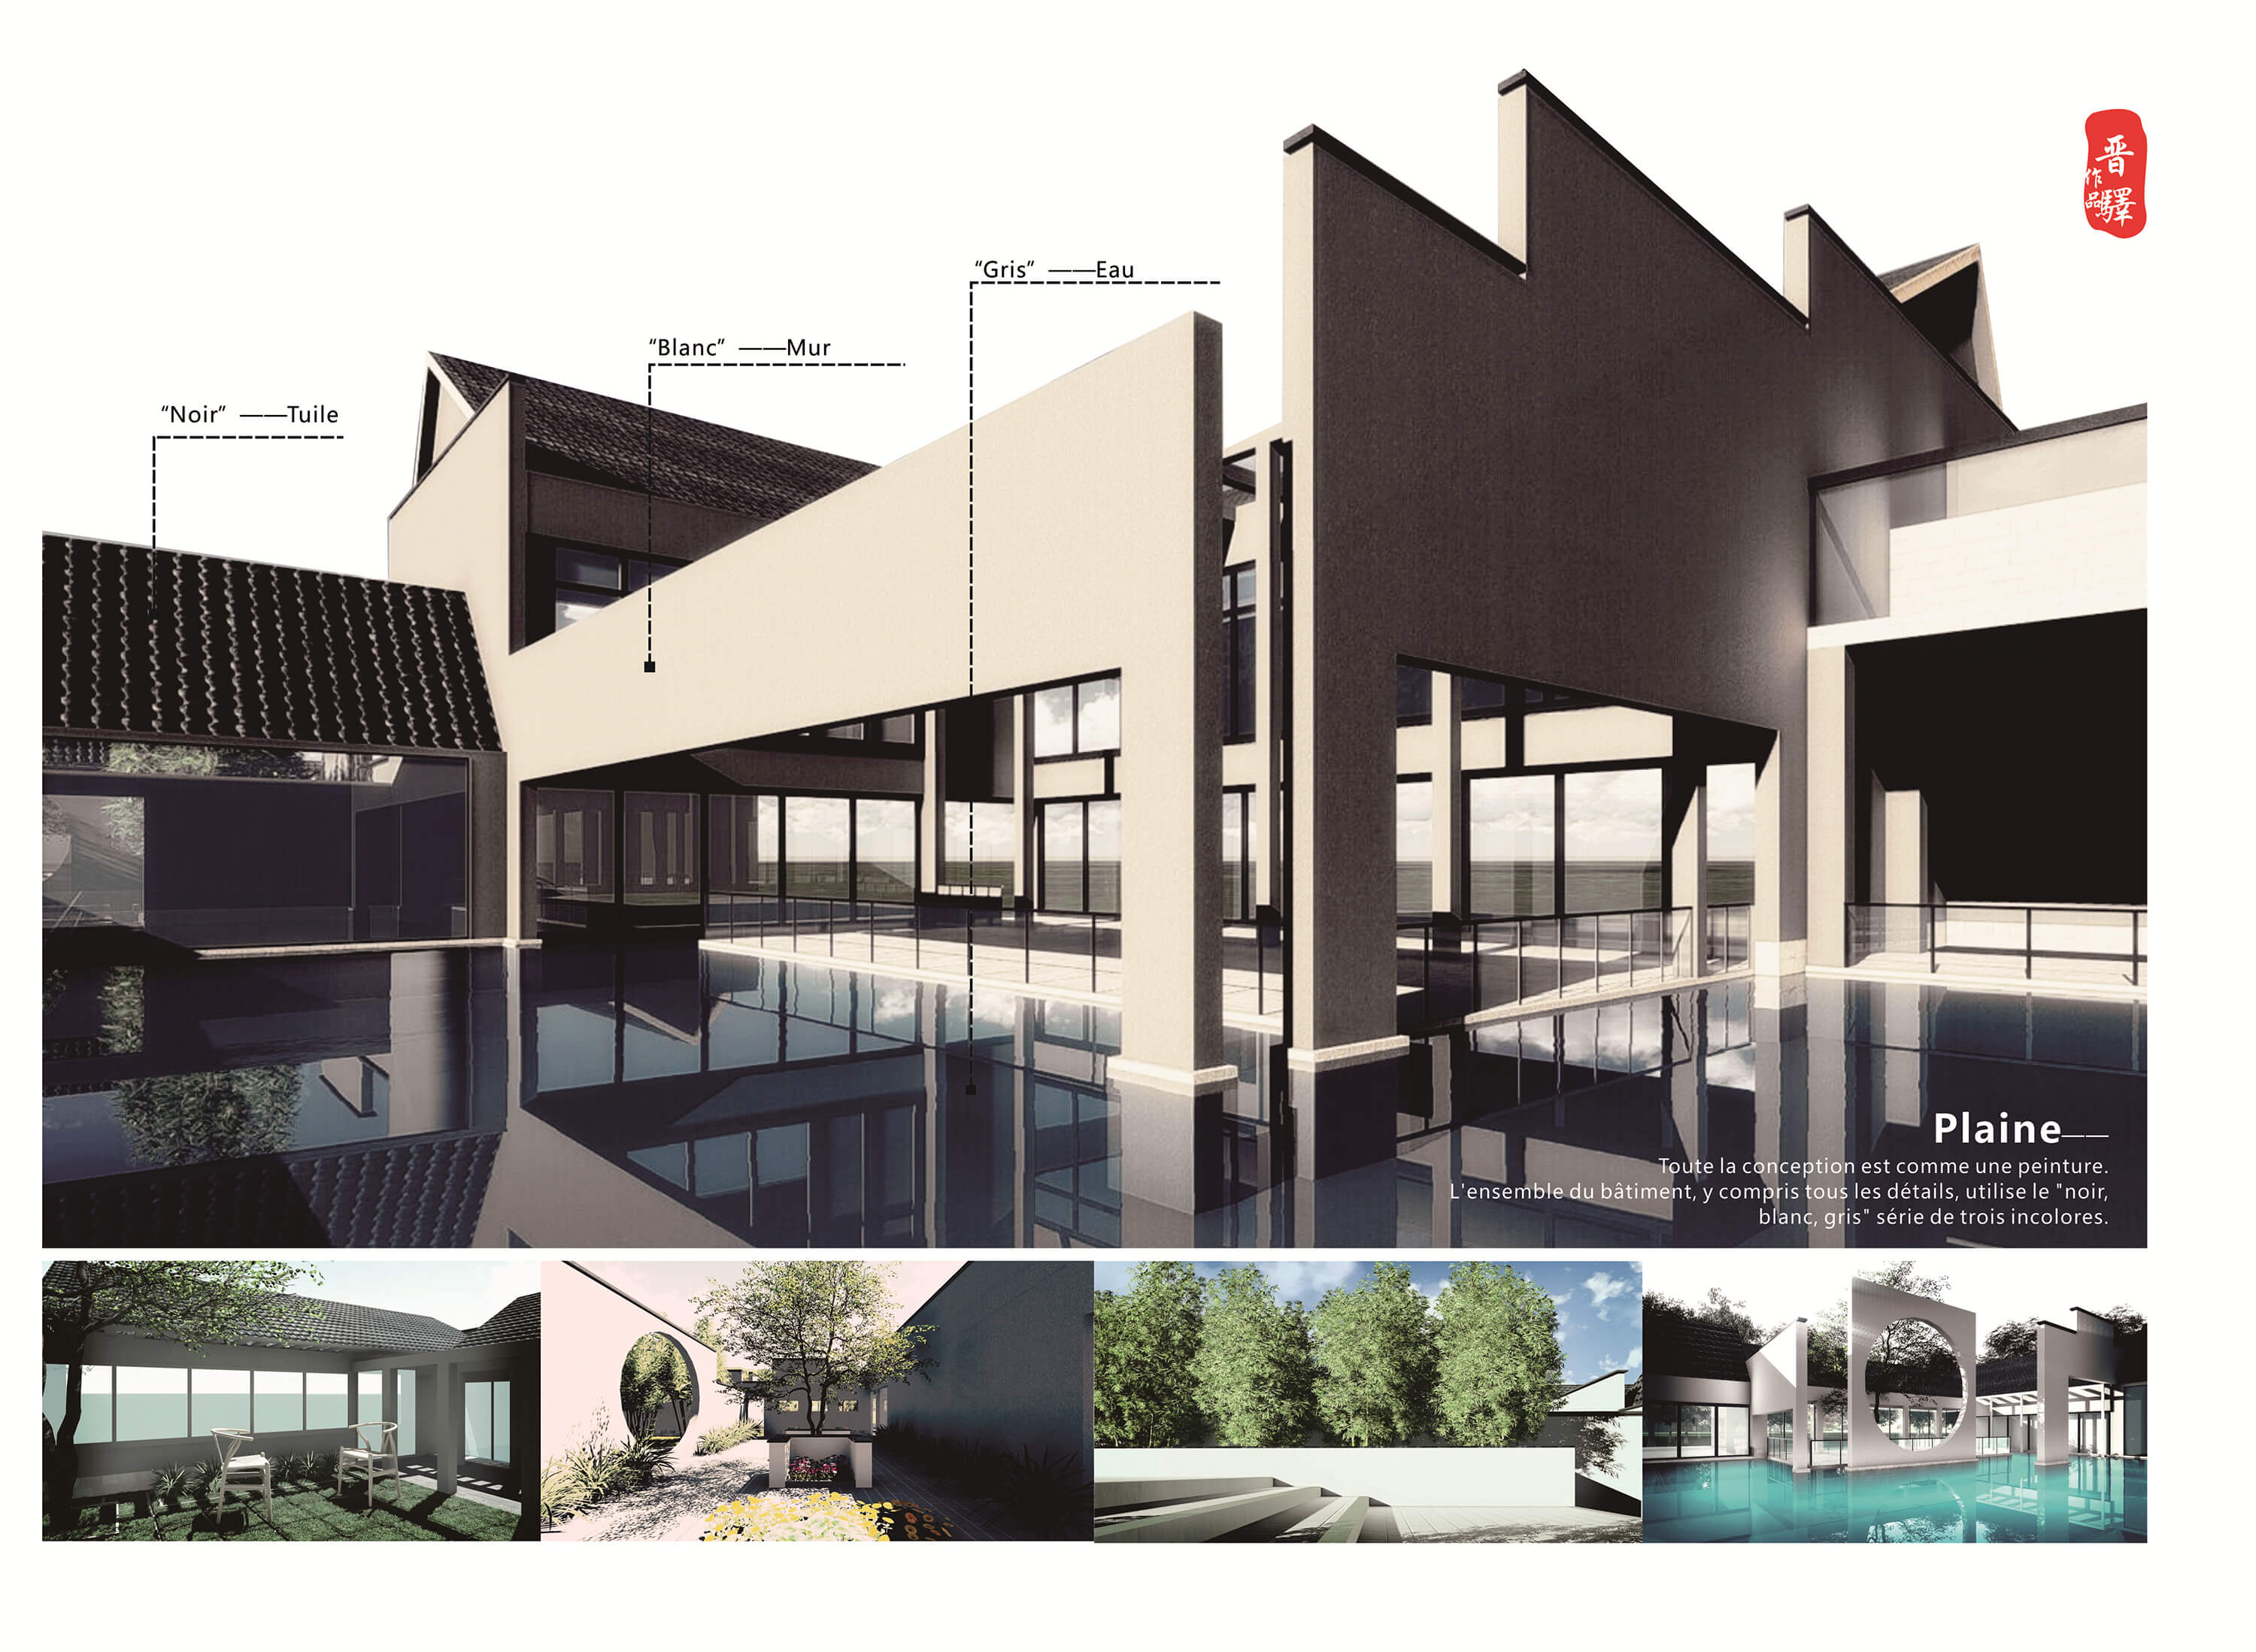 晋驿
作品
“Gris” ——Eau
“Blanc” ——Mur
“Noir” ——Tuile
Plaine——
Toute la conception est comme une peinture.
L'ensemble du bâtiment, y compris tous les détails, utilise le "noir,
blanc, gris" série de trois incolores.